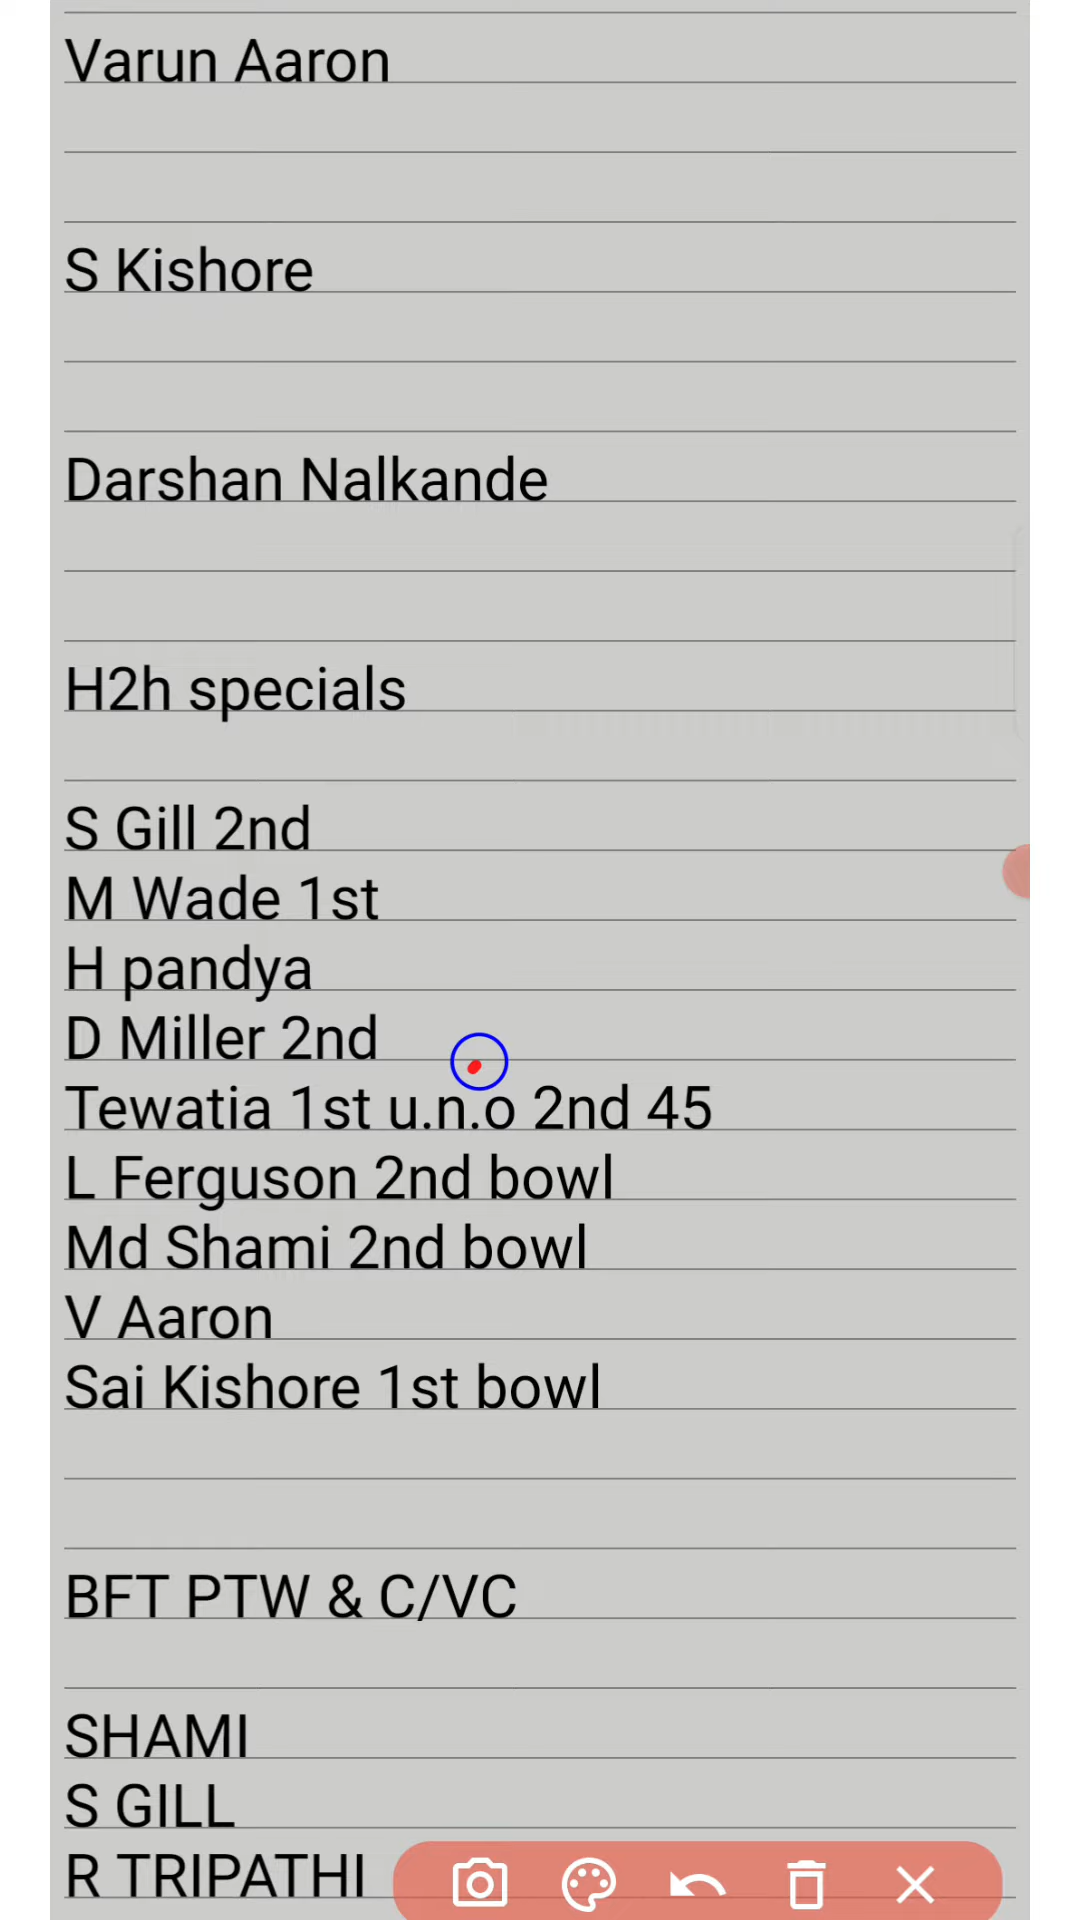 Varun Aaron
S Kishore
Darshan Nalkande
H2h specials
S Gill 2nd
M Wade 1st
H pandya
D Miller 2nd
Tewatia 1st u.n.o 2nd 45
L Ferguson 2nd bowl
Md Shami 2nd bowl
V Aaron
Sai Kishore 1st bowl
BFT PTW & C/VC
SHAMI
S GILL
R TRIPATHI